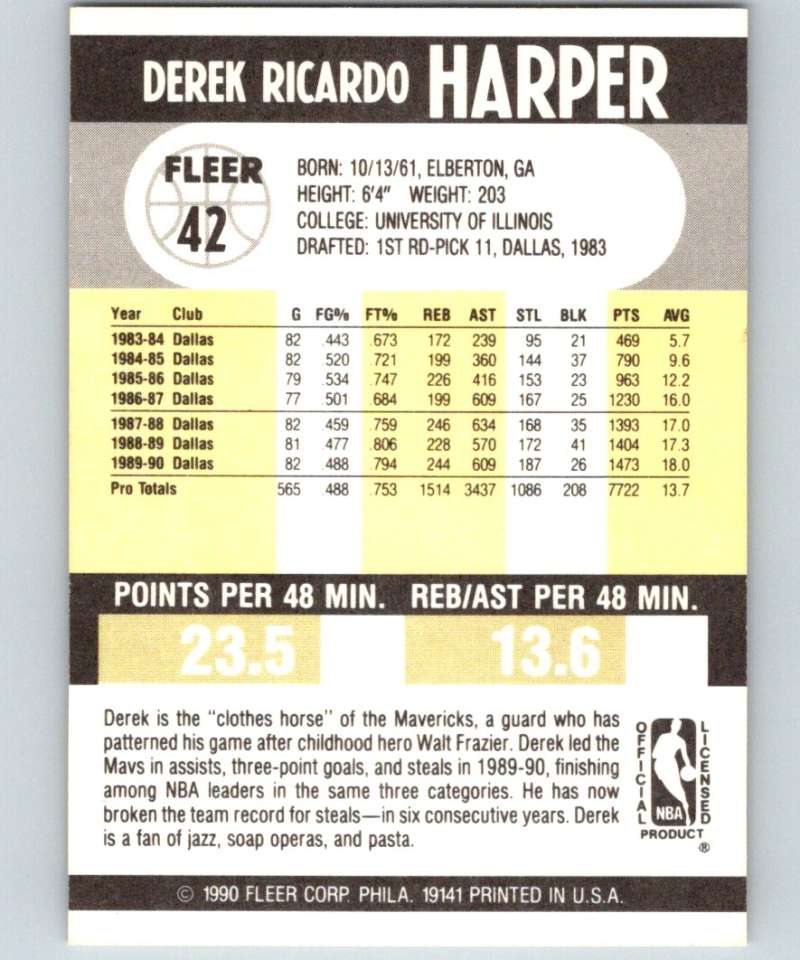 DEREK RICARDO HARPER
FLEER
42
BORN: 10/13/61, ELBERTON, GA
HEIGHT: 6'4" WEIGHT: 203
COLLEGE: UNIVERSITY OF ILLINOIS
DRAFTED: 1ST RD-PICK 11, DALLAS, 1983
Year Club G FG% FT% REB AST STL BLK PTS AVG
1983-84 Dallas 82 .443 .673 172 239 95 21 469 5.7
1984-85 Dallas 82 .520 .721 199 360 144 37 790 9.6
1985-86 Dallas 79 .534 .747 226 416 153 23 963 12.2
1986-87 Dallas 77 .501 .684 199 609 167 25 1230 16.0
1987-88 Dallas 82 .459 .759 246 634 168 35 1393 17.0
1988-89 Dallas 81 .477 .806 228 570 172 41 1404 17.3
1989-90 Dallas 82 .488 .794 244 609 187 26 1473 18.0
Pro Totals 565 .488 .753 1514 3437 1086 208 7722 13.7
POINTS PER 48 MIN. REB/AST PER 48 MIN.
23.5 13.6
Derek is the "clothes horse" of the Mavericks, a guard who has
patterned his game after childhood hero Walt Frazier. Derek led the
Mavs in assists, three-point goals, and steals in 1989-90, finishing
among NBA leaders in the same three categories. He has now
broken the team record for steals—in six consecutive years. Derek
is a fan of jazz, soap operas, and pasta.
OFFICIAL
NBA
LICENSED
PRODUCT
®
© 1990 FLEER CORP. PHILA. 19141 PRINTED IN U.S.A.